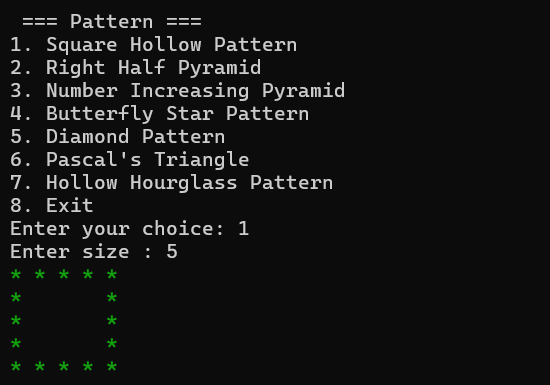 === Pattern ===
1. Square Hollow Pattern
2. Right Half Pyramid
3. Number Increasing Pyramid
4. Butterfly Star Pattern
5. Diamond Pattern
6. Pascal's Triangle
7. Hollow Hourglass Pattern
8. Exit
Enter your choice: 1
Enter size : 5
* * * * *
*       *
*       *
*       *
* * * * *